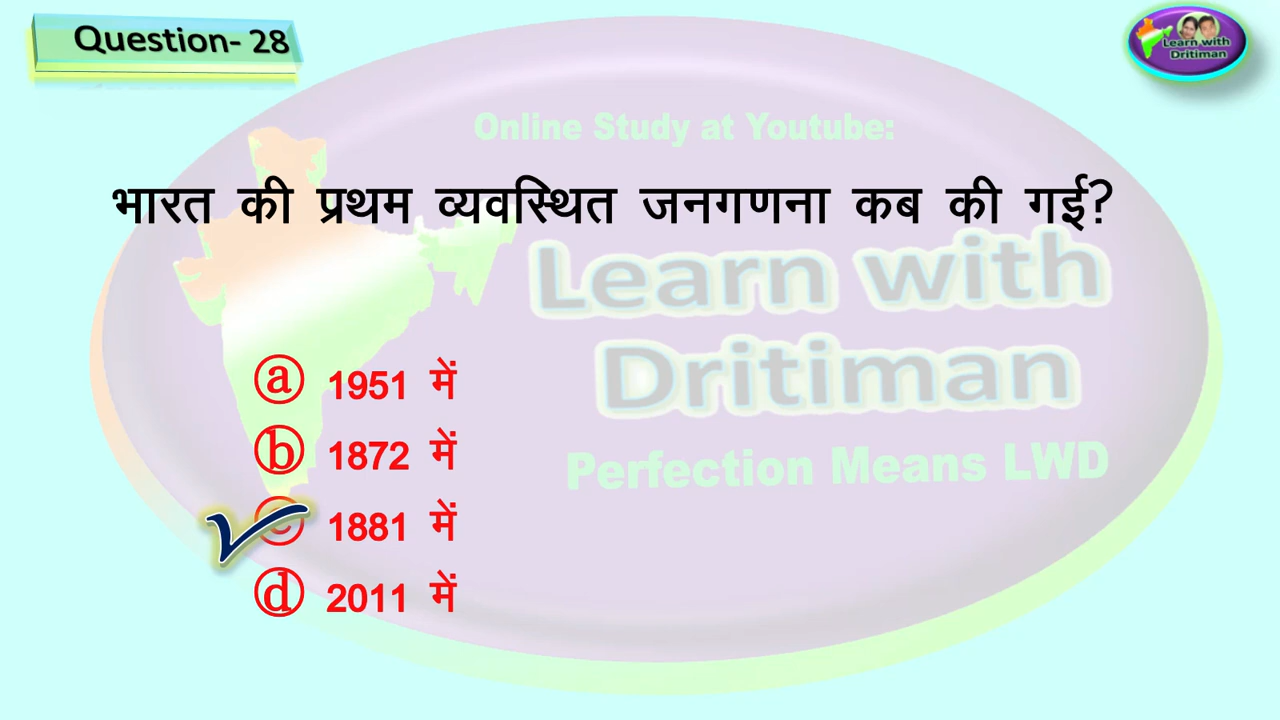 Question- 28
Learn with
Dritiman
Online Study at Youtube:
भारत की प्रथम व्यवस्थित जनगणना कब की गई?
Learn with
Dritiman
ⓐ 1951 में
ⓑ 1872 में
Perfection Means LWD
ⓒ 1881 में
ⓓ 2011 में